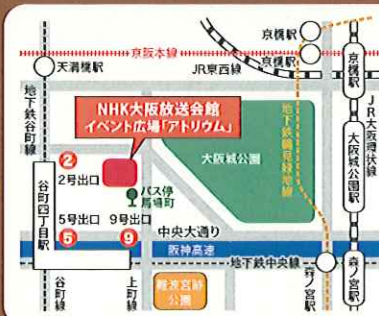 京橋駅
京阪本線
京橋駅
天満橋駅
JR東西線
京橋駅
地下鉄谷町線
NHK大阪放送会館
イベント広場「アトリウム」
大阪城公園
地下鉄鶴見緑地線
JR大阪環状線
大阪城公園駅
2
2号出口
バス停
馬場町
谷町四丁目駅
5号出口
9号出口
中央大通り
5
9
阪神高速
地下鉄中央線
谷町線
上町線
難波宮跡
公園
森ノ宮駅
森ノ宮駅